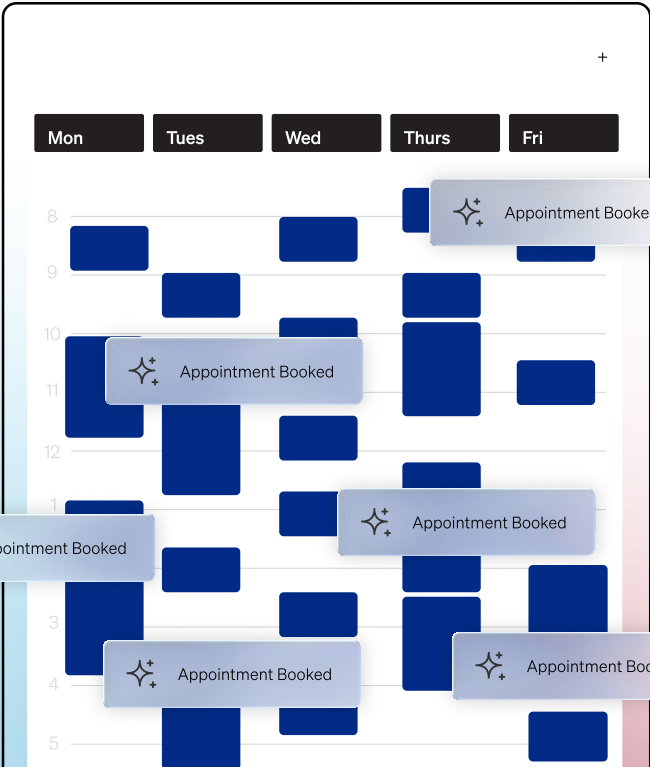 +
Mon Tues Wed Thurs Fri
Appointment Booke
8
9
10
Appointment Booked
11
12
1
Appointment Booked
pointment Booked
3
Appointment Boo
Appointment Booked
4
5